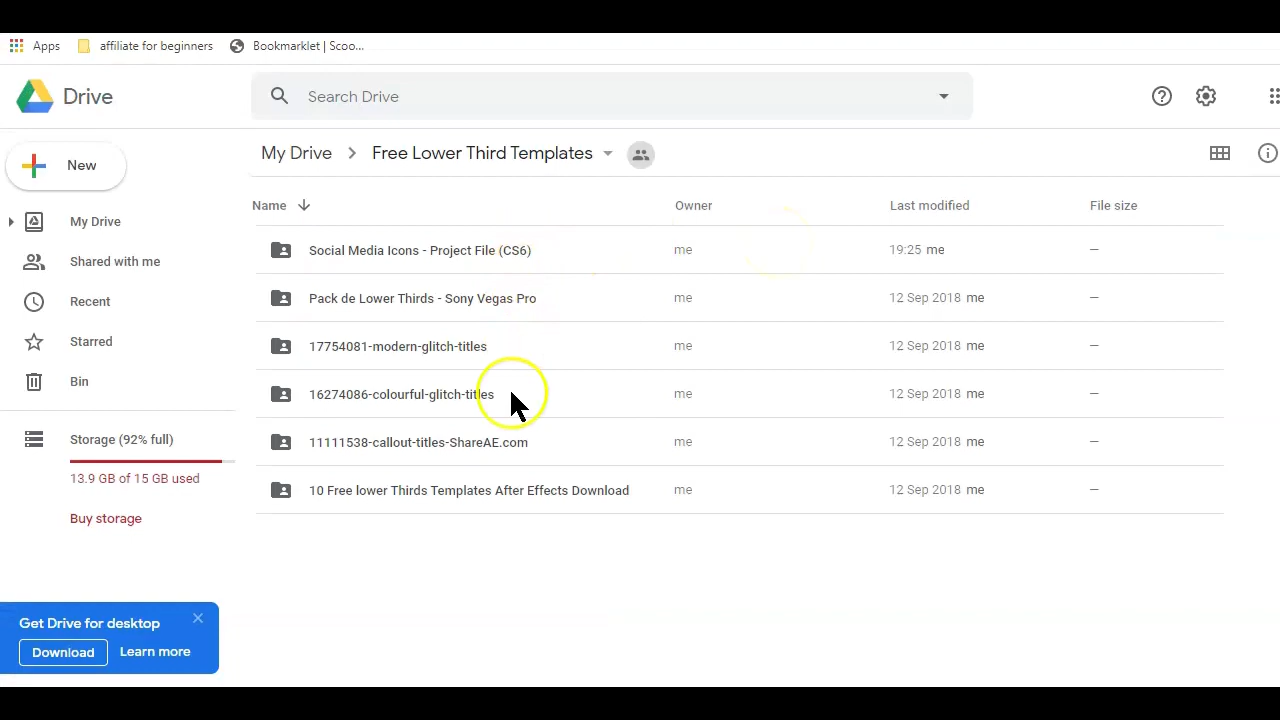 Apps affiliate for beginners Bookmarklet | Scoo...
Drive Search Drive
My Drive Free Lower Third Templates
New
Name Owner Last modified File size
My Drive
Shared with me
Recent
Starred
Bin
Storage (92% full)
13.9 GB of 15 GB used
Buy storage
Social Media Icons - Project File (CS6) me 19:25 me –
Pack de Lower Thirds - Sony Vegas Pro me 12 Sep 2018 me –
17754081-modern-glitch-titles me 12 Sep 2018 me –
16274086-colourful-glitch-titles me 12 Sep 2018 me –
11111538-callout-titles-ShareAE.com me 12 Sep 2018 me –
10 Free lower Thirds Templates After Effects Download me 12 Sep 2018 me –
Get Drive for desktop
Download Learn more